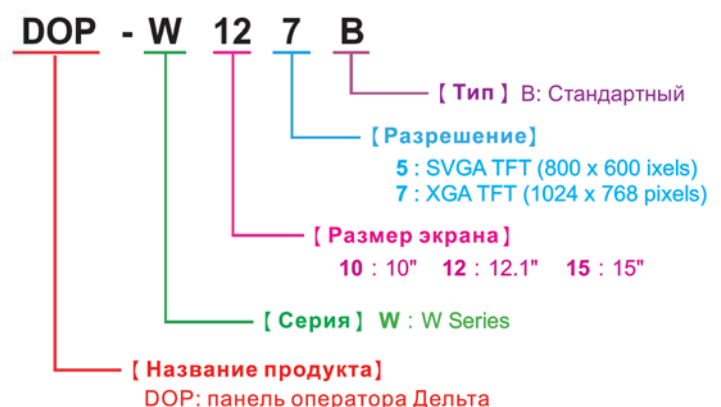 DOP - W 12 7 B
【Тип】 B: Стандартный
【Разрешение】
5 : SVGA TFT (800 x 600 ixels)
7 : XGA TFT (1024 x 768 pixels)
【Размер экрана】
10 : 10" 12 : 12.1" 15 : 15"
【Серия】 W : W Series
【Название продукта】
DOP: панель оператора Дельта